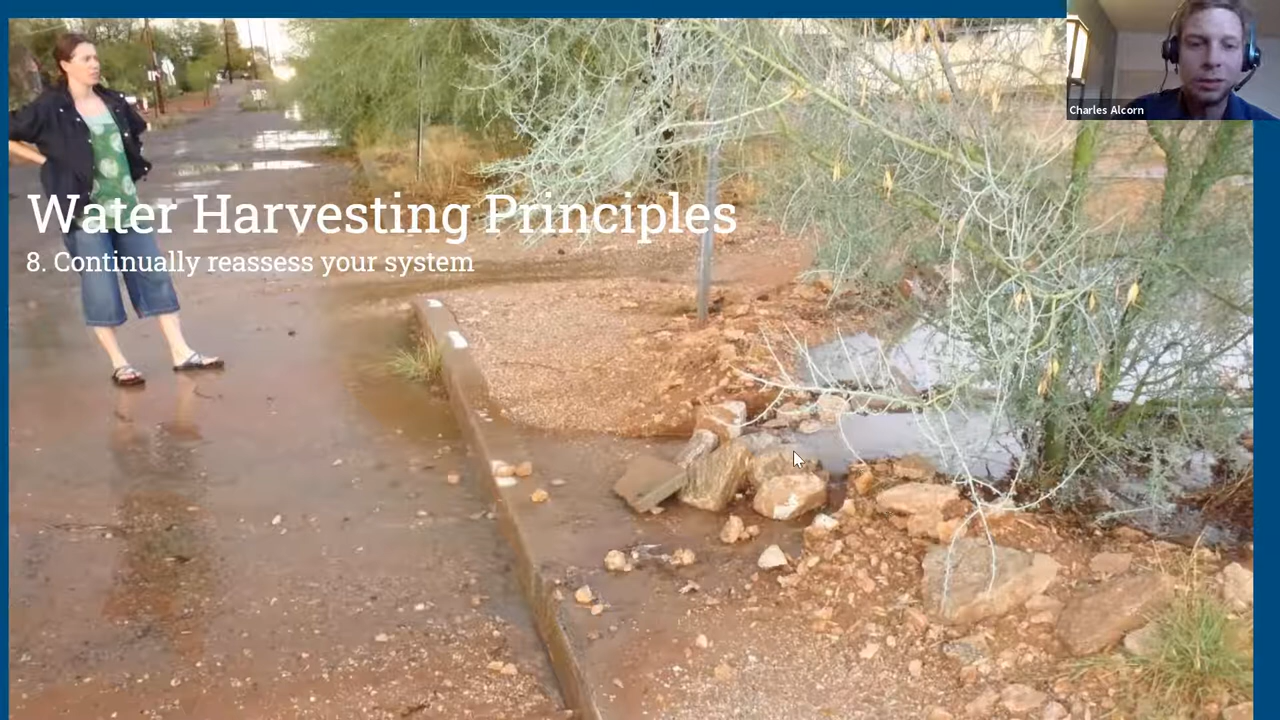 Water Harvesting Principles
8. Continually reassess your system
Charles Alcorn